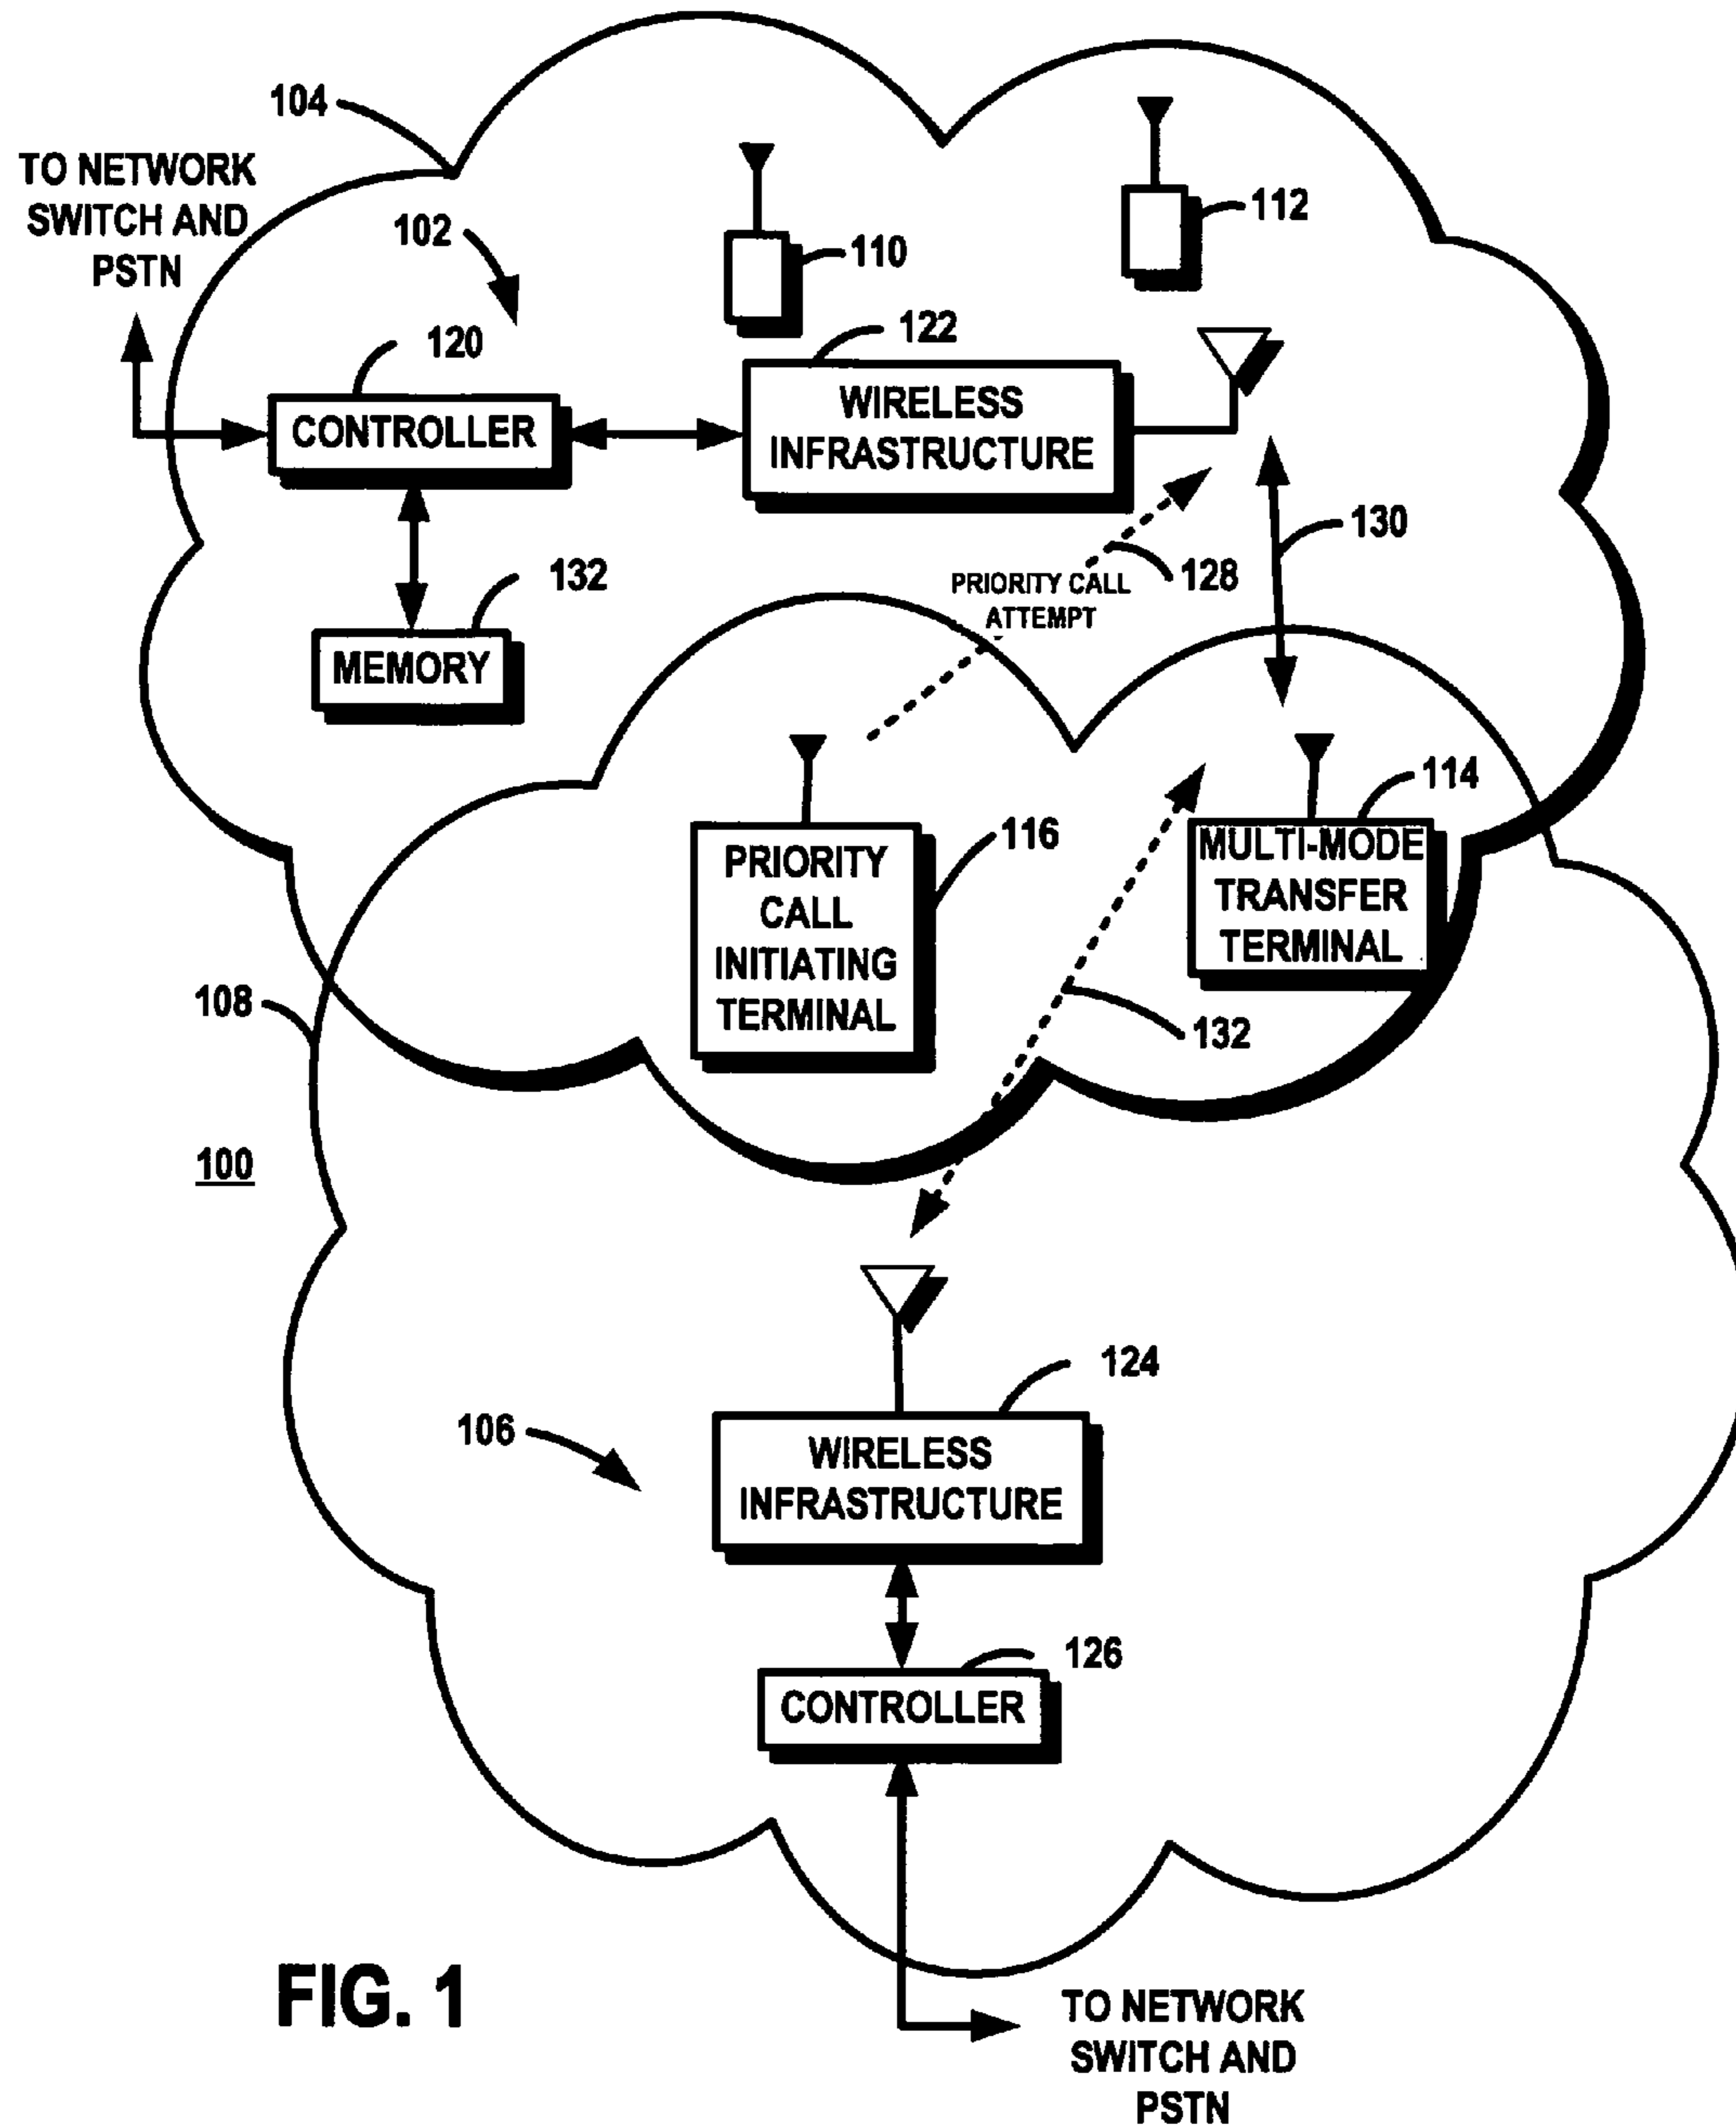 104
TO NETWORK
SWITCH AND
PSTN
102
110
112
120
122
CONTROLLER
WIRELESS
INFRASTRUCTURE
130
132
PRIORITY CALL
ATTEMPT
128
MEMORY
114
116
PRIORITY
CALL
INITIATING
TERMINAL
MULTI-MODE
TRANSFER
TERMINAL
108
132
100
124
106
WIRELESS
INFRASTRUCTURE
126
CONTROLLER
FIG. 1
TO NETWORK
SWITCH AND
PSTN